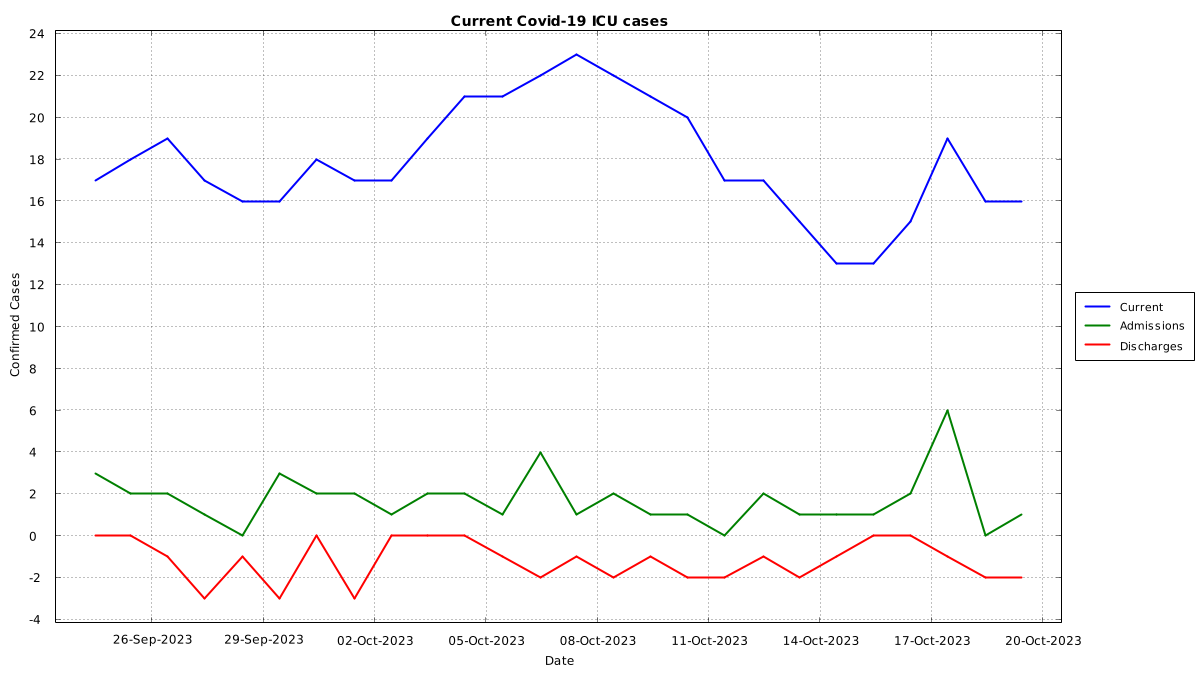 Current Covid-19 ICU cases
24
22
20
18
16
14
12
10
8
6
4
2
0
-2
-4
Confirmed Cases
26-Sep-2023 29-Sep-2023 02-Oct-2023 05-Oct-2023 08-Oct-2023 11-Oct-2023 14-Oct-2023 17-Oct-2023 20-Oct-2023
Date
Current
Admissions
Discharges